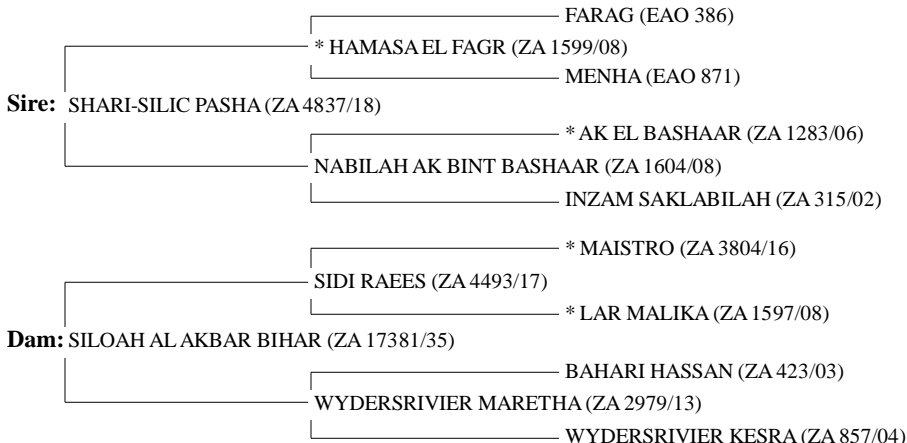 FARAG (EAO 386)
* HAMASA EL FAGR (ZA 1599/08)
MENHA (EAO 871)
Sire: SHARI-SILIC PASHA (ZA 4837/18)
* AK EL BASHAAR (ZA 1283/06)
NABILAH AK BINT BASHAAR (ZA 1604/08)
INZAM SAKLABILAH (ZA 315/02)
* MAISTRO (ZA 3804/16)
SIDI RAEES (ZA 4493/17)
* LAR MALIKA (ZA 1597/08)
Dam: SILOAH AL AKBAR BIHAR (ZA 17381/35)
BAHARI HASSAN (ZA 423/03)
WYDERSRIVIER MARETHA (ZA 2979/13)
WYDERSRIVIER KESRA (ZA 857/04)